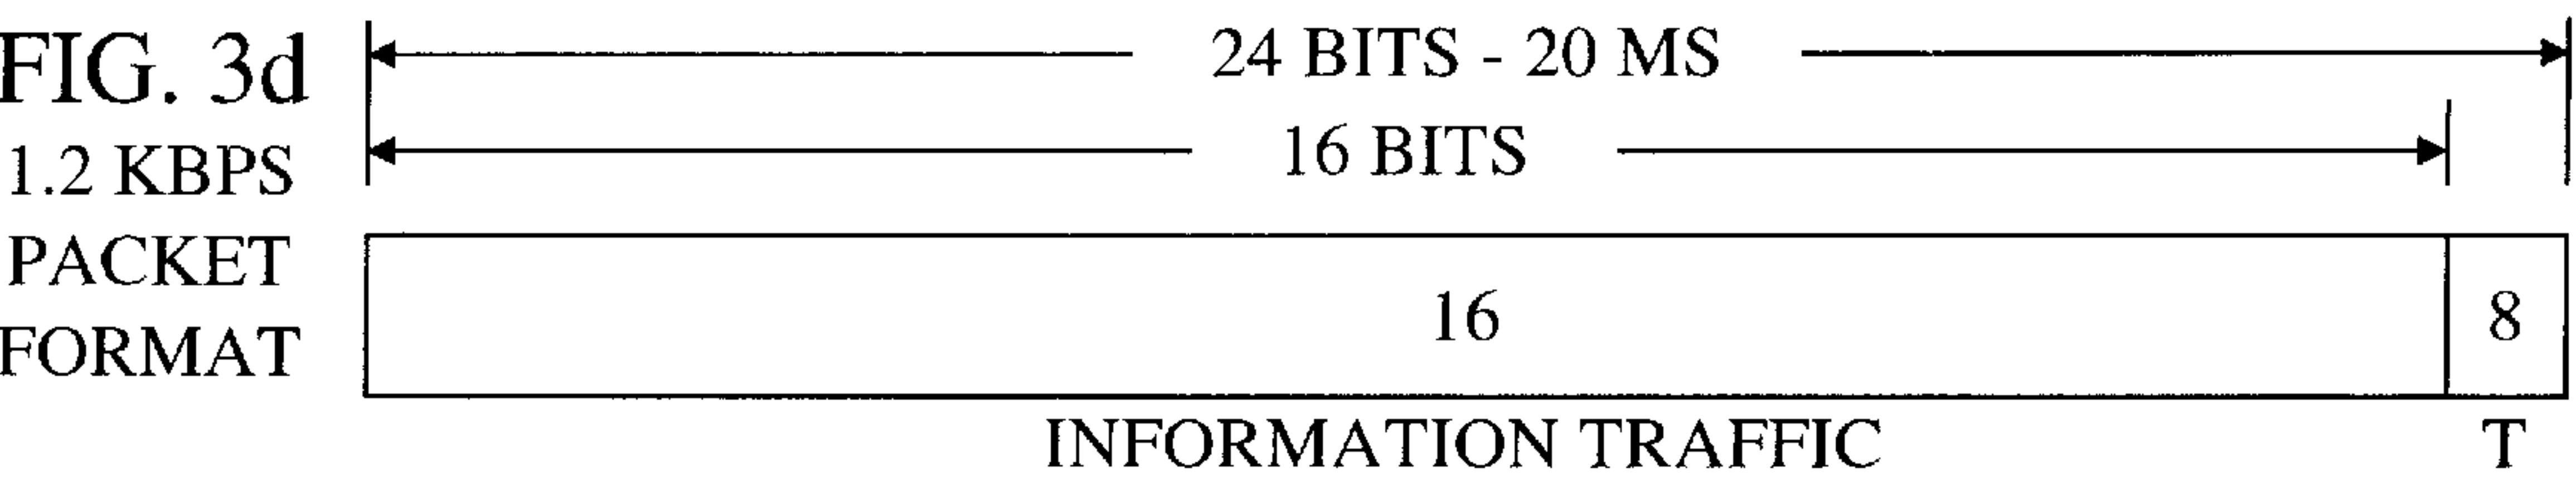 FIG. 3d
1.2 KBPS
PACKET
FORMAT
24 BITS - 20 MS
16 BITS
16
8
INFORMATION TRAFFIC
T